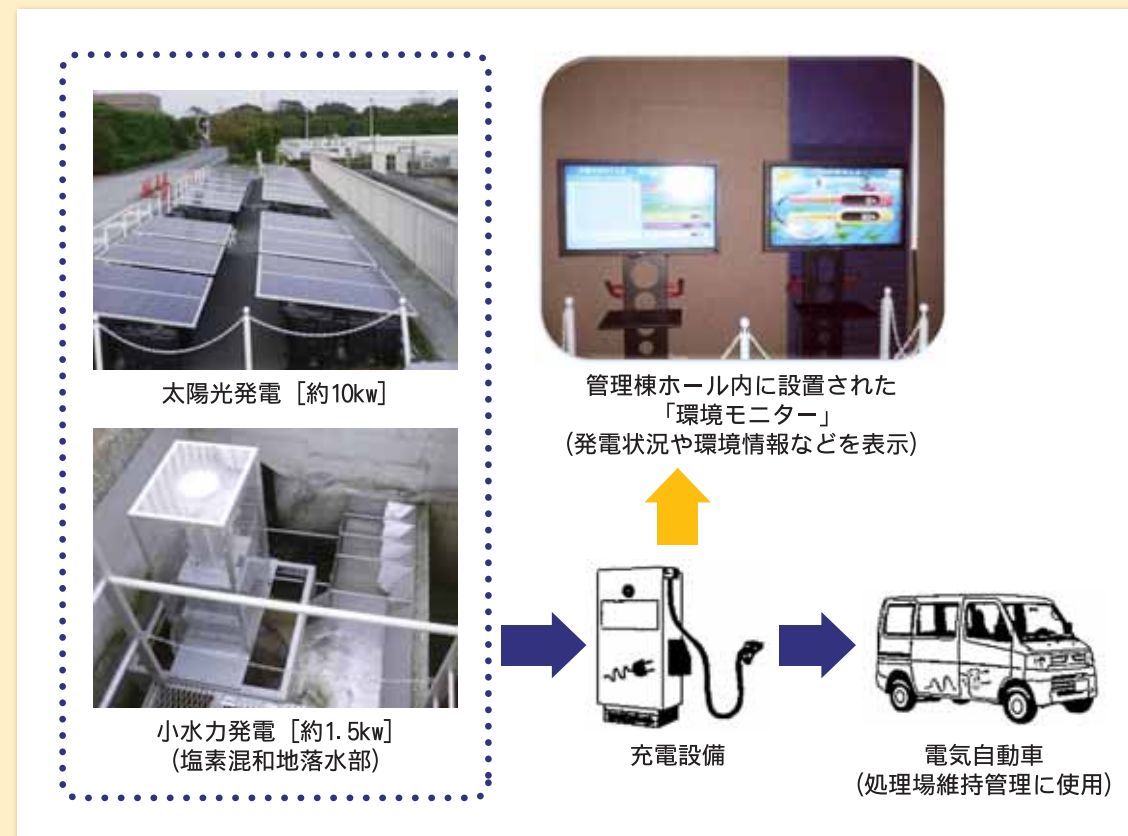 太陽光発電［約10kw］
小水力発電［約1.5kw］
（塩素混和地落水部）
管理棟ホール内に設置された
「環境モニター」
（発電状況や環境情報などを表示）
充電設備
電気自動車
（処理場維持管理に使用）